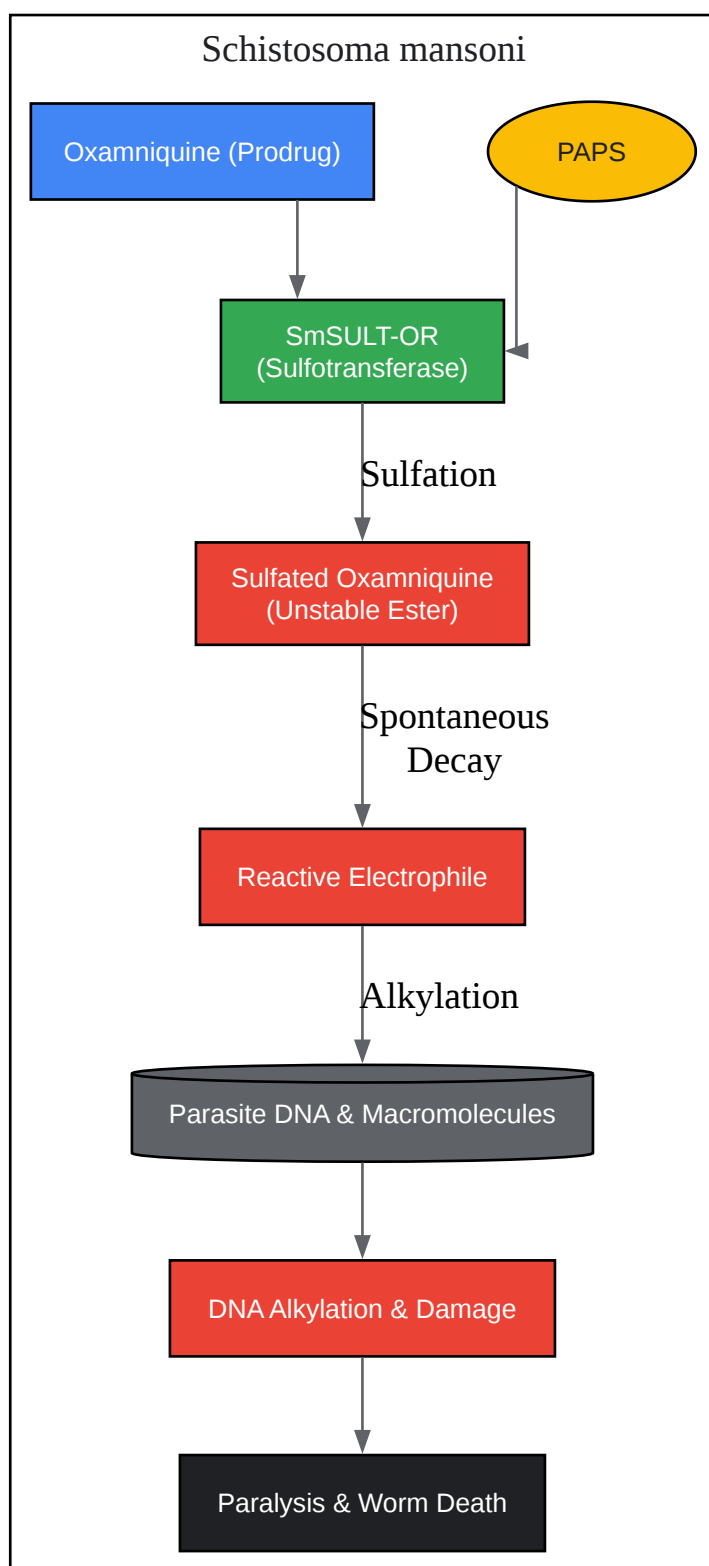 Schistosoma mansoni
Oxamniquine (Prodrug)
PAPS
SmSULT-OR
(Sulfotransferase)
Sulfation
Sulfated Oxamniquine
(Unstable Ester)
Spontaneous
Decay
Reactive Electrophile
Alkylation
Parasite DNA & Macromolecules
DNA Alkylation & Damage
Paralysis & Worm Death